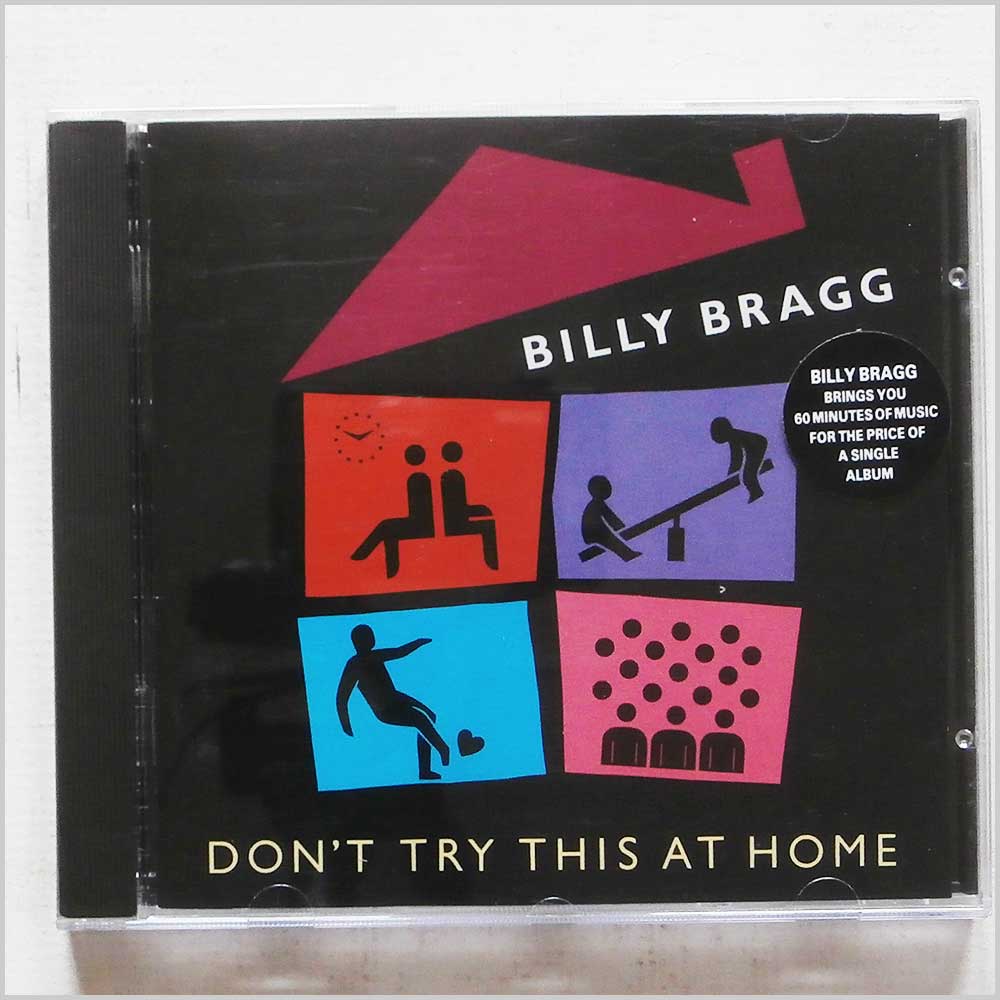 BILLY BRAGG
BILLY BRAGG
BRINGS YOU
60 MINUTES OF MUSIC
FOR THE PRICE OF
A SINGLE
ALBUM
DON'T TRY THIS AT HOME